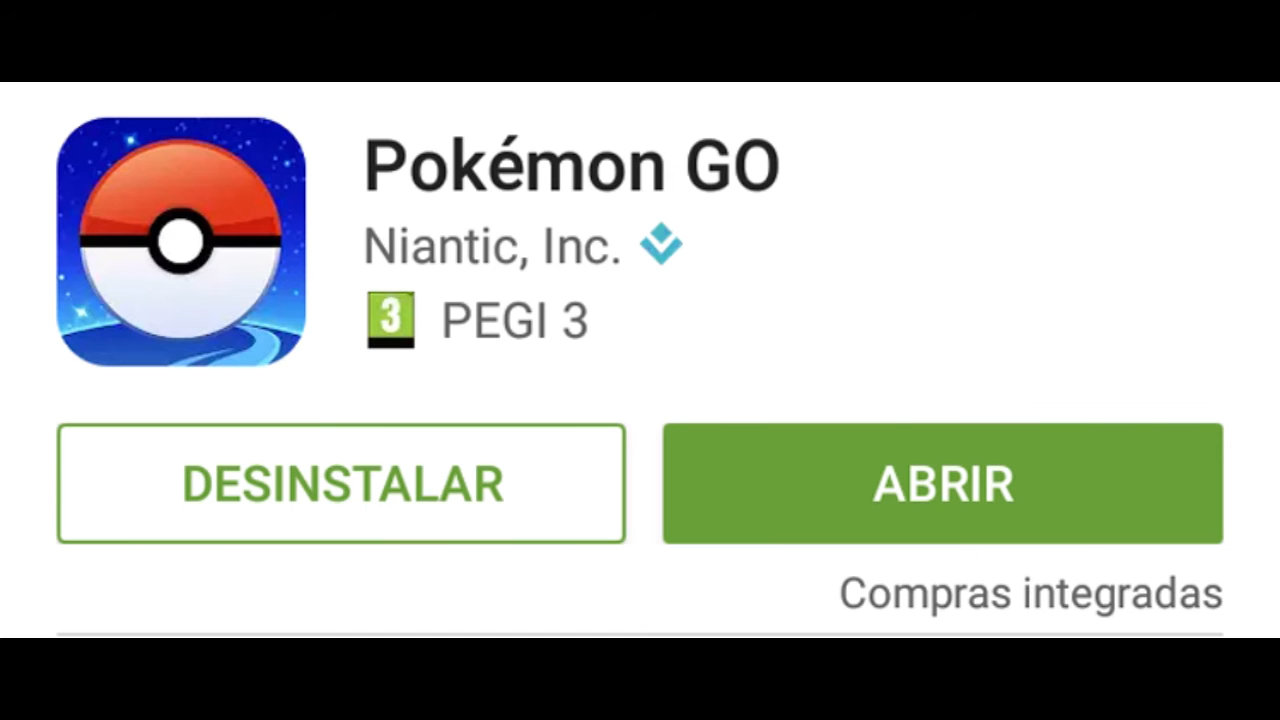 Pokémon GO
Niantic, Inc.
3 PEGI 3
DESINSTALAR ABRIR
Compras integradas